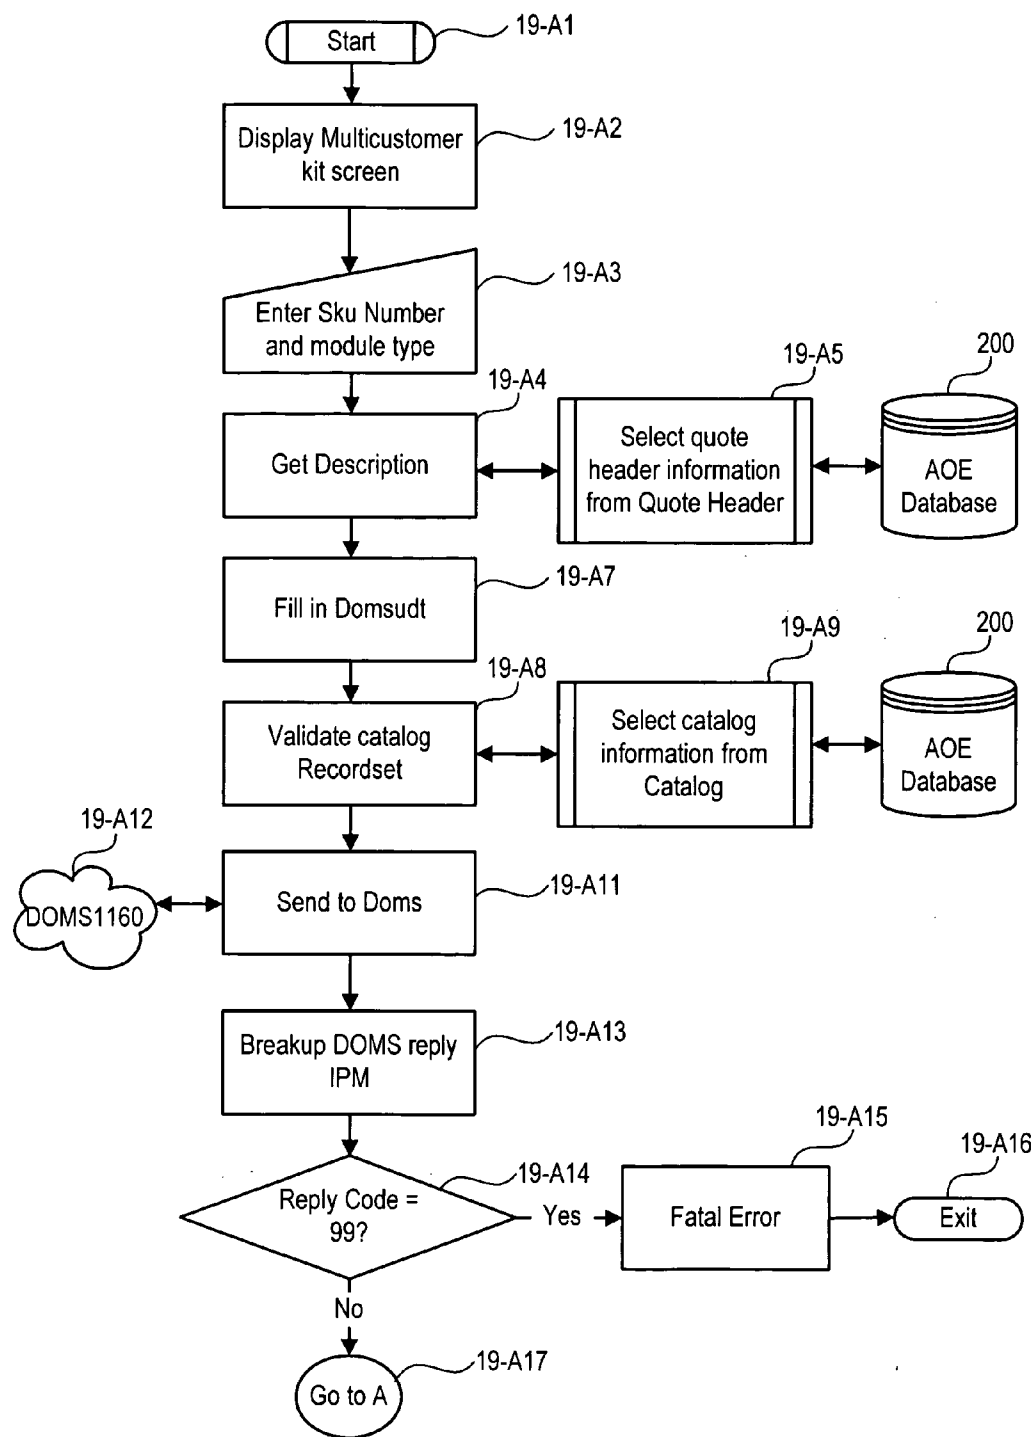 19-A1
Start
19-A2
Display Multicustomer
kit screen
19-A3
Enter Sku Number
and module type
19-A4
Get Description
19-A5
Select quote
header information
from Quote Header
200
AOE
Database
19-A7
Fill in Domsudt
19-A8
Validate catalog
Recordset
19-A9
Select catalog
information from
Catalog
200
AOE
Database
19-A12
DOMS1160
19-A11
Send to Doms
19-A13
Breakup DOMS reply
IPM
19-A14
Reply Code =
99?
Yes
19-A15
Fatal Error
19-A16
Exit
No
19-A17
Go to A